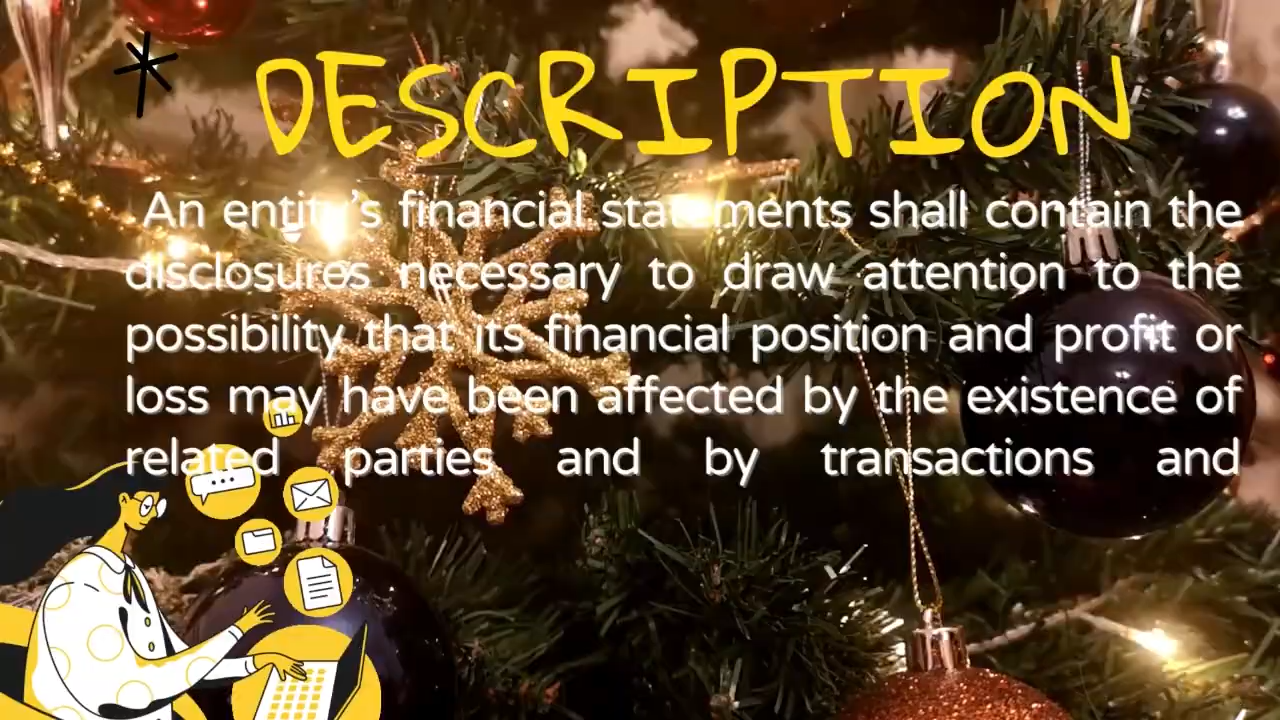 DESCRIPTION
An entity's financial statements shall contain the
disclosures necessary to draw attention to the
possibility that its financial position and profit or
loss may have been affected by the existence of
related parties and by transactions and